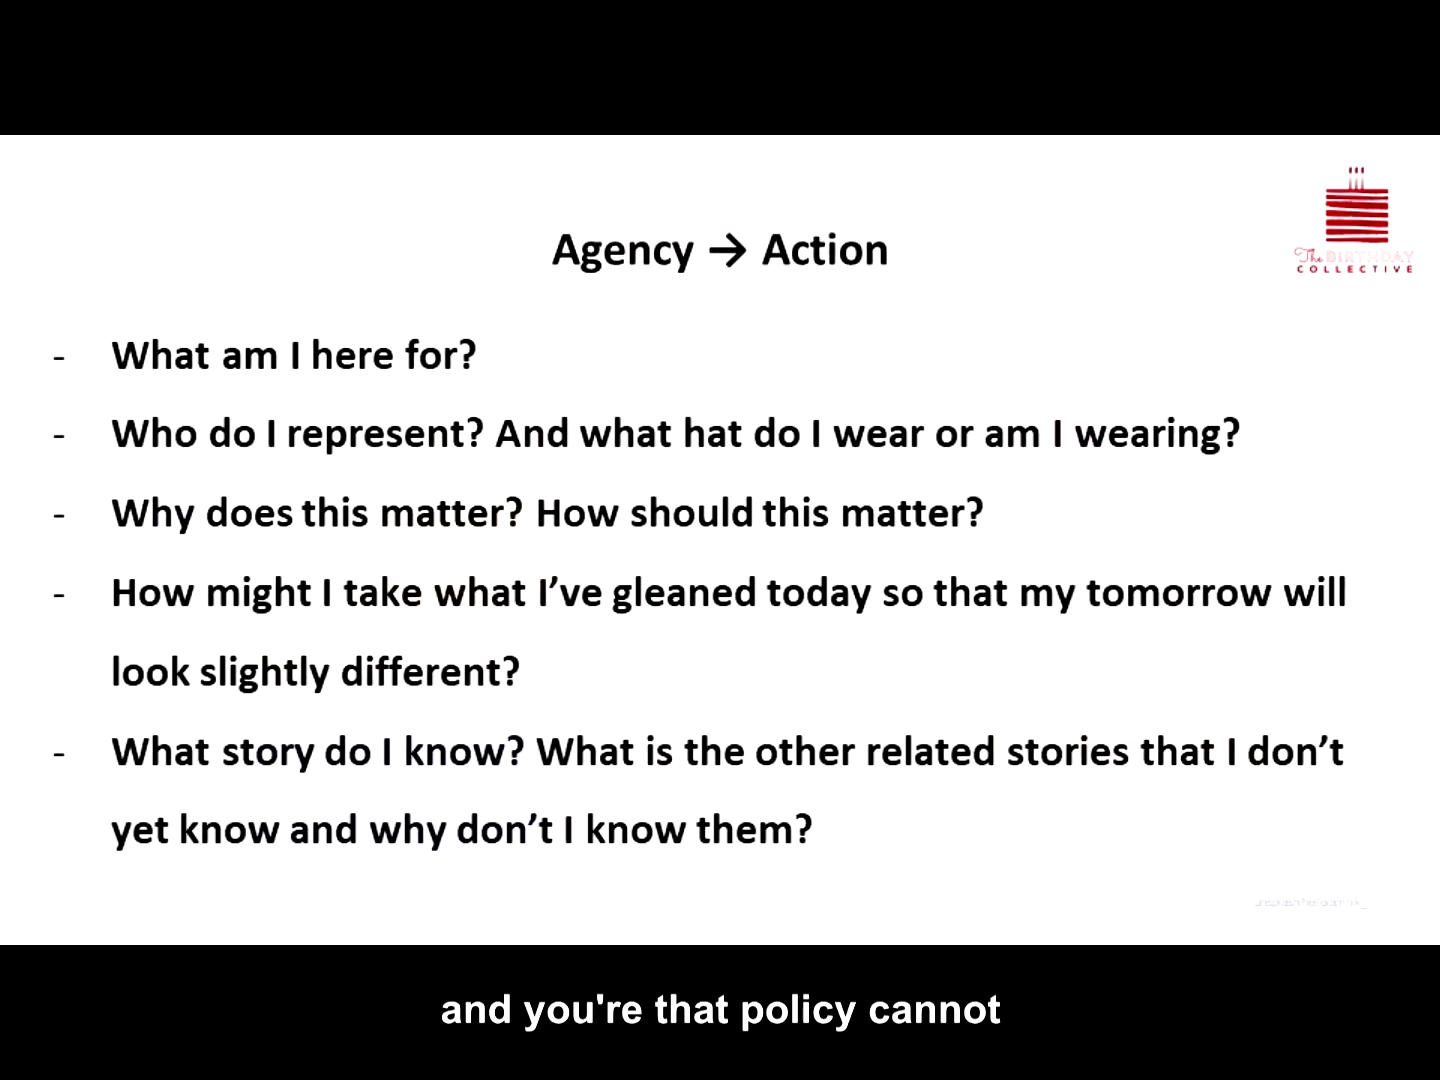 The BIRTHDAY
COLLECTIVE
Agency → Action
- What am I here for?
- Who do I represent? And what hat do I wear or am I wearing?
- Why does this matter? How should this matter?
- How might I take what I’ve gleaned today so that my tomorrow will
look slightly different?
- What story do I know? What is the other related stories that I don’t
yet know and why don’t I know them?
and you're that policy cannot